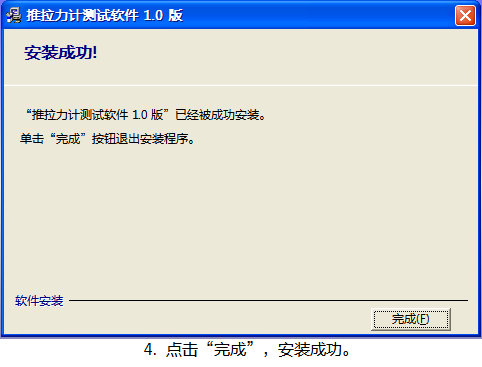 推拉力计测试软件 1.0 版
安装成功!
“推拉力计测试软件 1.0 版”已经被成功安装。
单击“完成”按钮退出安装程序。
软件安装
完成(F)
4. 点击“完成”，安装成功。